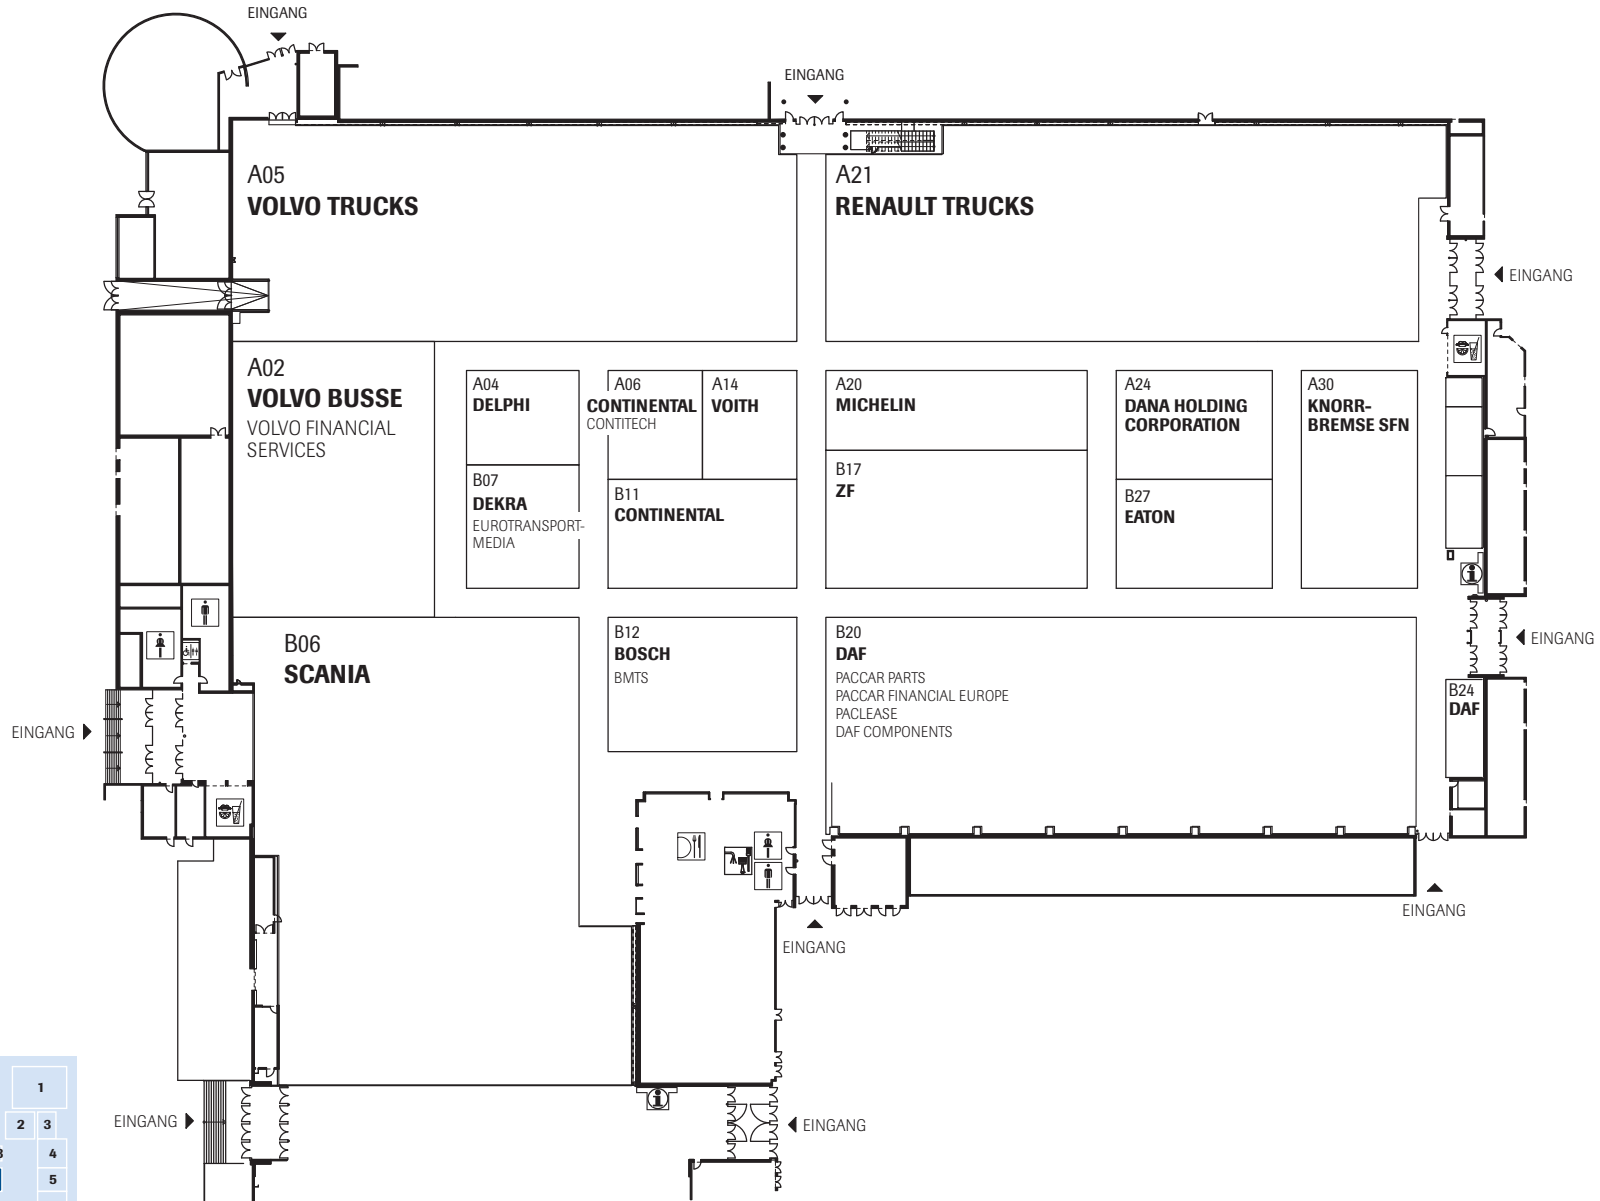 EINGANG
EINGANG
A05
VOLVO TRUCKS
A21
RENAULT TRUCKS
EINGANG
A02
VOLVO BUSSE
VOLVO FINANCIAL
SERVICES
A04
DELPHI
A06
CONTINENTAL
CONTITECH
A14
VOITH
A20
MICHELIN
A24
DANA HOLDING
CORPORATION
A30
KNORR-
BREMSE SFN
B07
DEKRA
EUROTRANSPORT-
MEDIA
B11
CONTINENTAL
B17
ZF
B27
EATON
B06
SCANIA
B12
BOSCH
BMTS
B20
DAF
PACCAR PARTS
PACCAR FINANCIAL EUROPE
PACLEASE
DAF COMPONENTS
EINGANG
B24
DAF
EINGANG
EINGANG
EINGANG
EINGANG
EINGANG
1
2 3
4
5